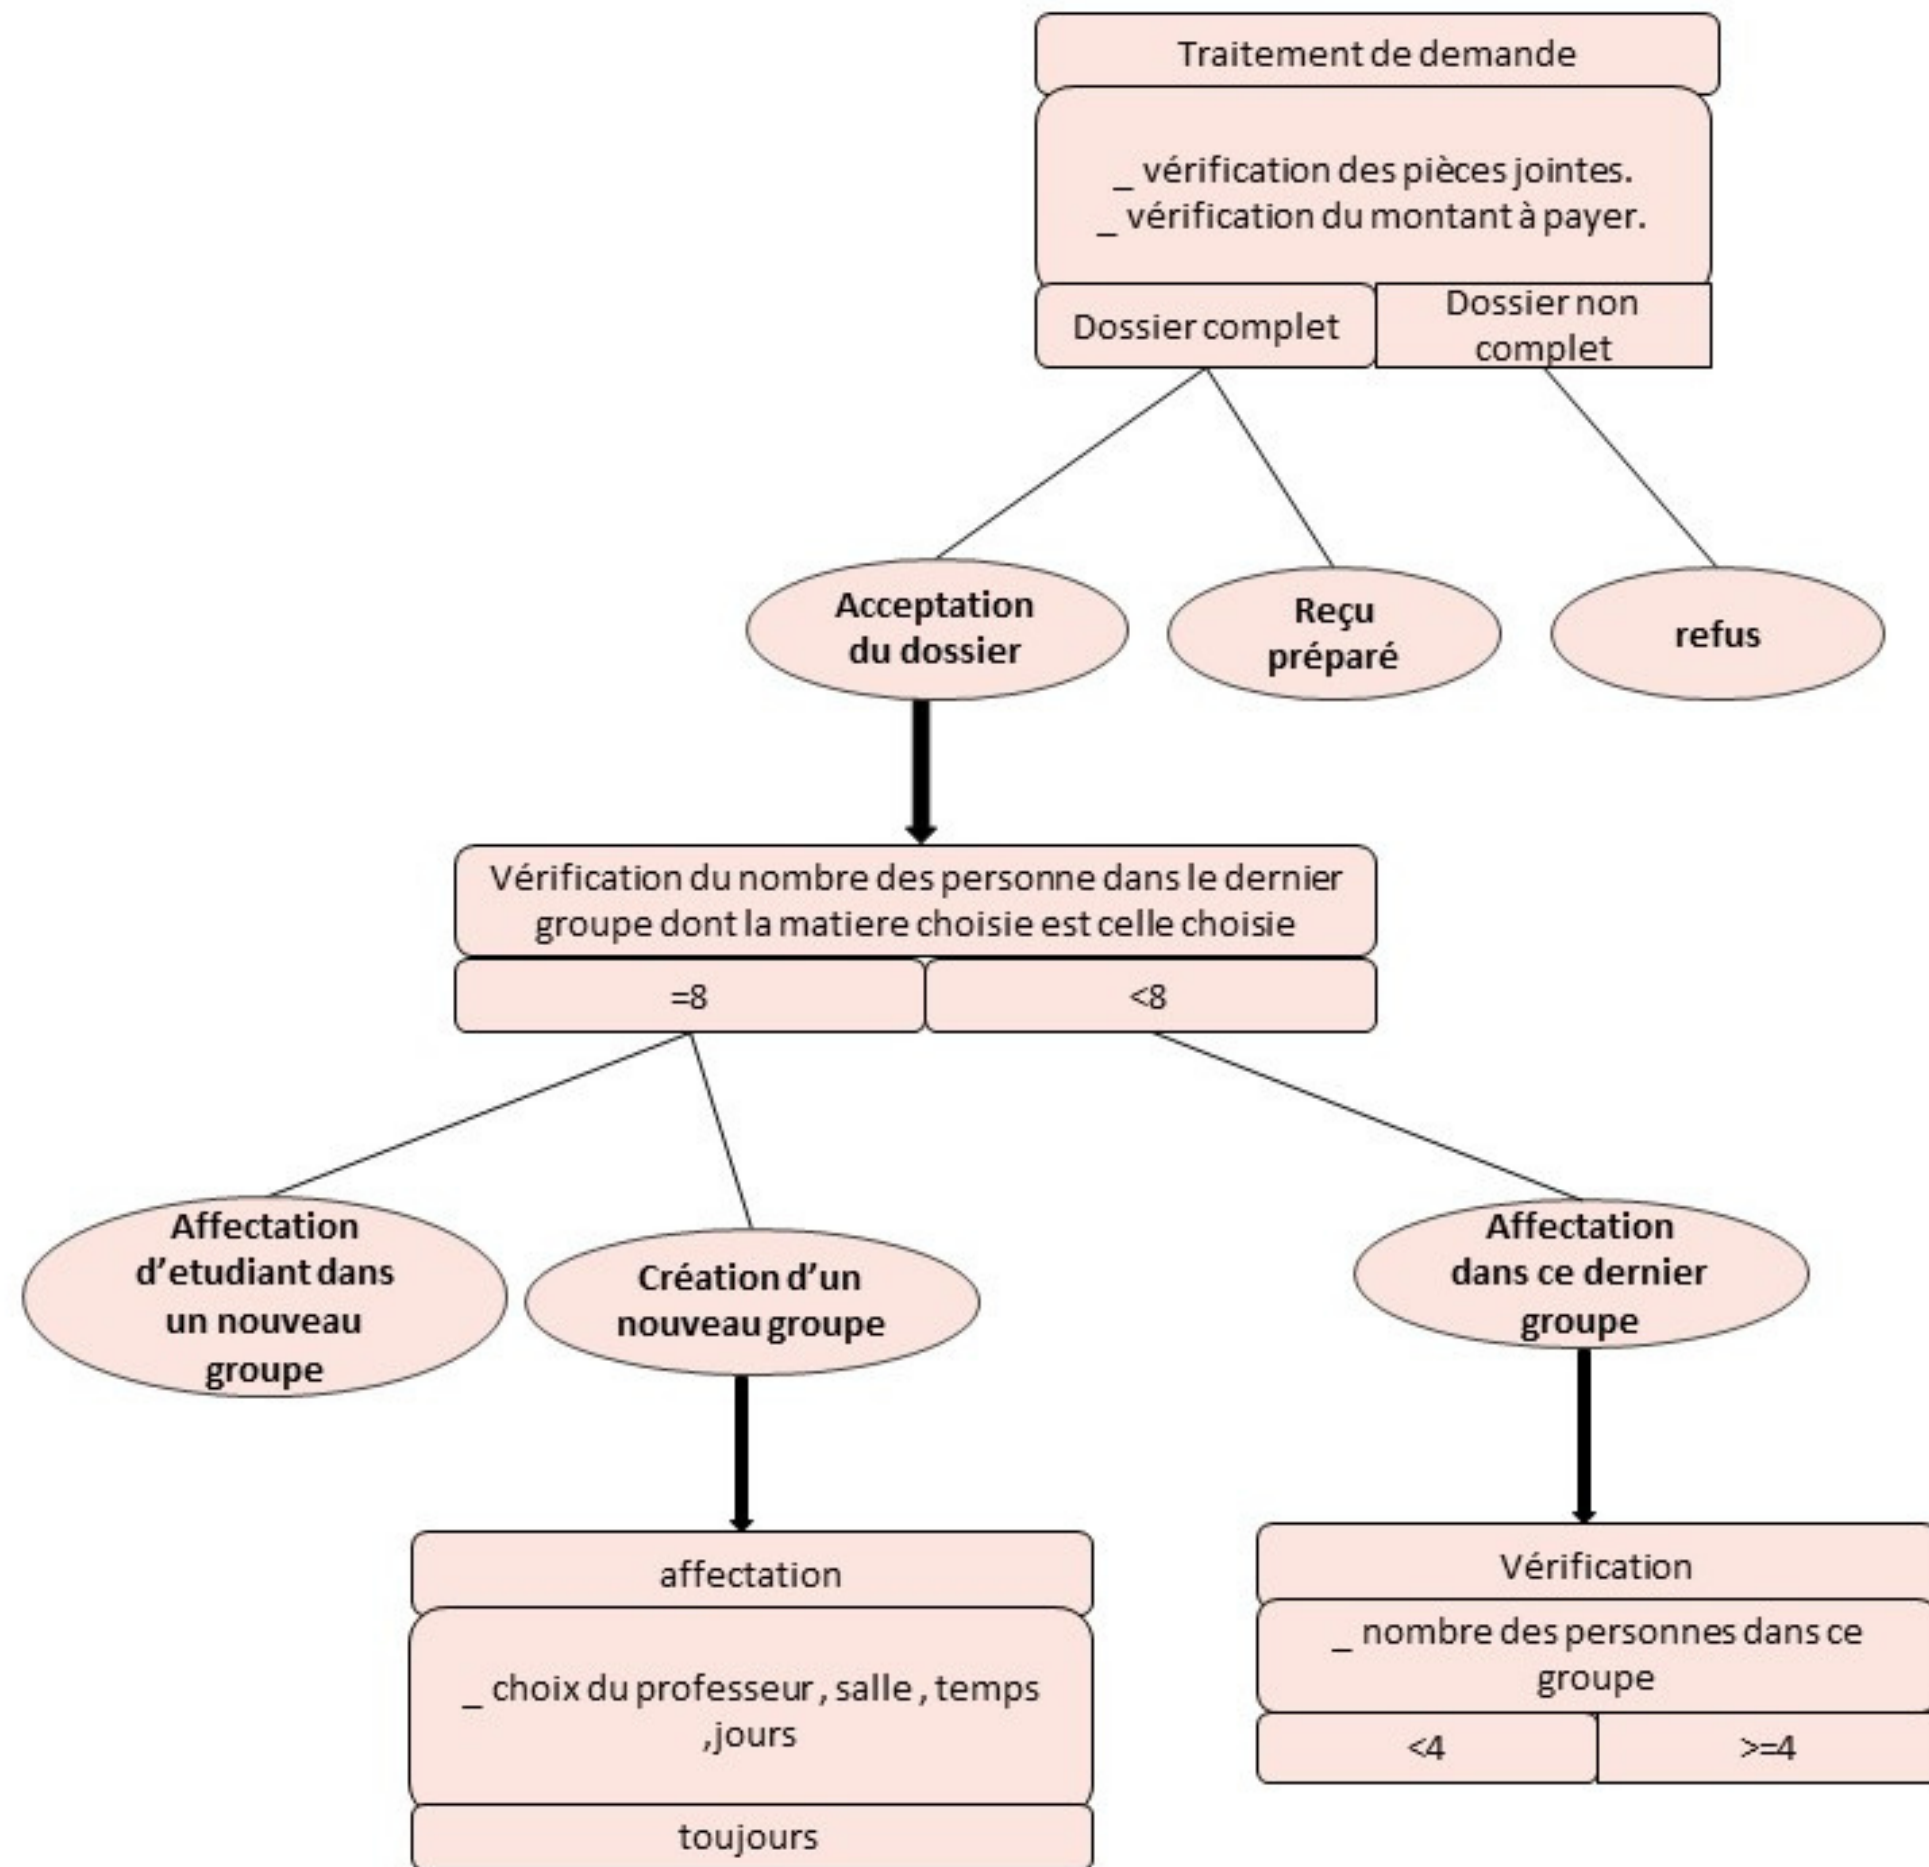 Traitement de demande
_ vérification des pièces jointes.
_ vérification du montant à payer.
Dossier complet
Dossier non
complet
Acceptation
du dossier
Reçu
préparé
refus
Vérification du nombre des personne dans le dernier
groupe dont la matiere choisie est celle choisie
=8
<8
Affectation
d’etudiant dans
un nouveau
groupe
Création d’un
nouveau groupe
Affectation
dans ce dernier
groupe
affectation
_ choix du professeur , salle , temps
,jours
toujours
Vérification
_ nombre des personnes dans ce
groupe
<4
>=4